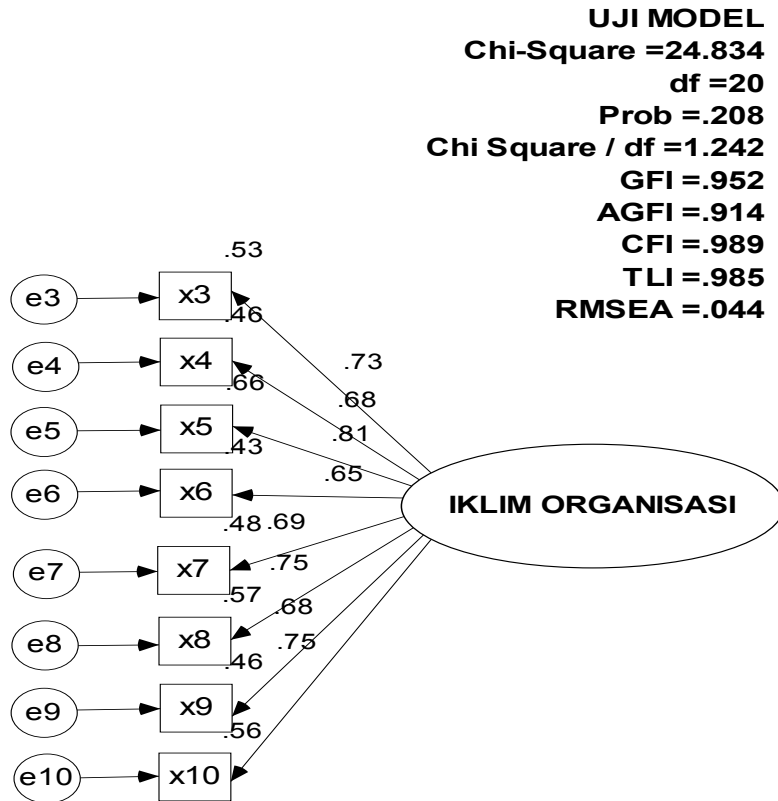 UJI MODEL
Chi-Square =24.834
df =20
Prob =.208
Chi Square / df =1.242
GFI =.952
AGFI =.914
CFI =.989
TLI =.985
RMSEA =.044
IKLIM ORGANISASI
.53
e3 x3
.46
.73
e4 x4
.66
.68
e5 x5
.43
.81
e6 x6
.65
.48
.69
e7 x7
.57
.75
e8 x8
.46
.68
e9 x9
.56
.75
e10 x10